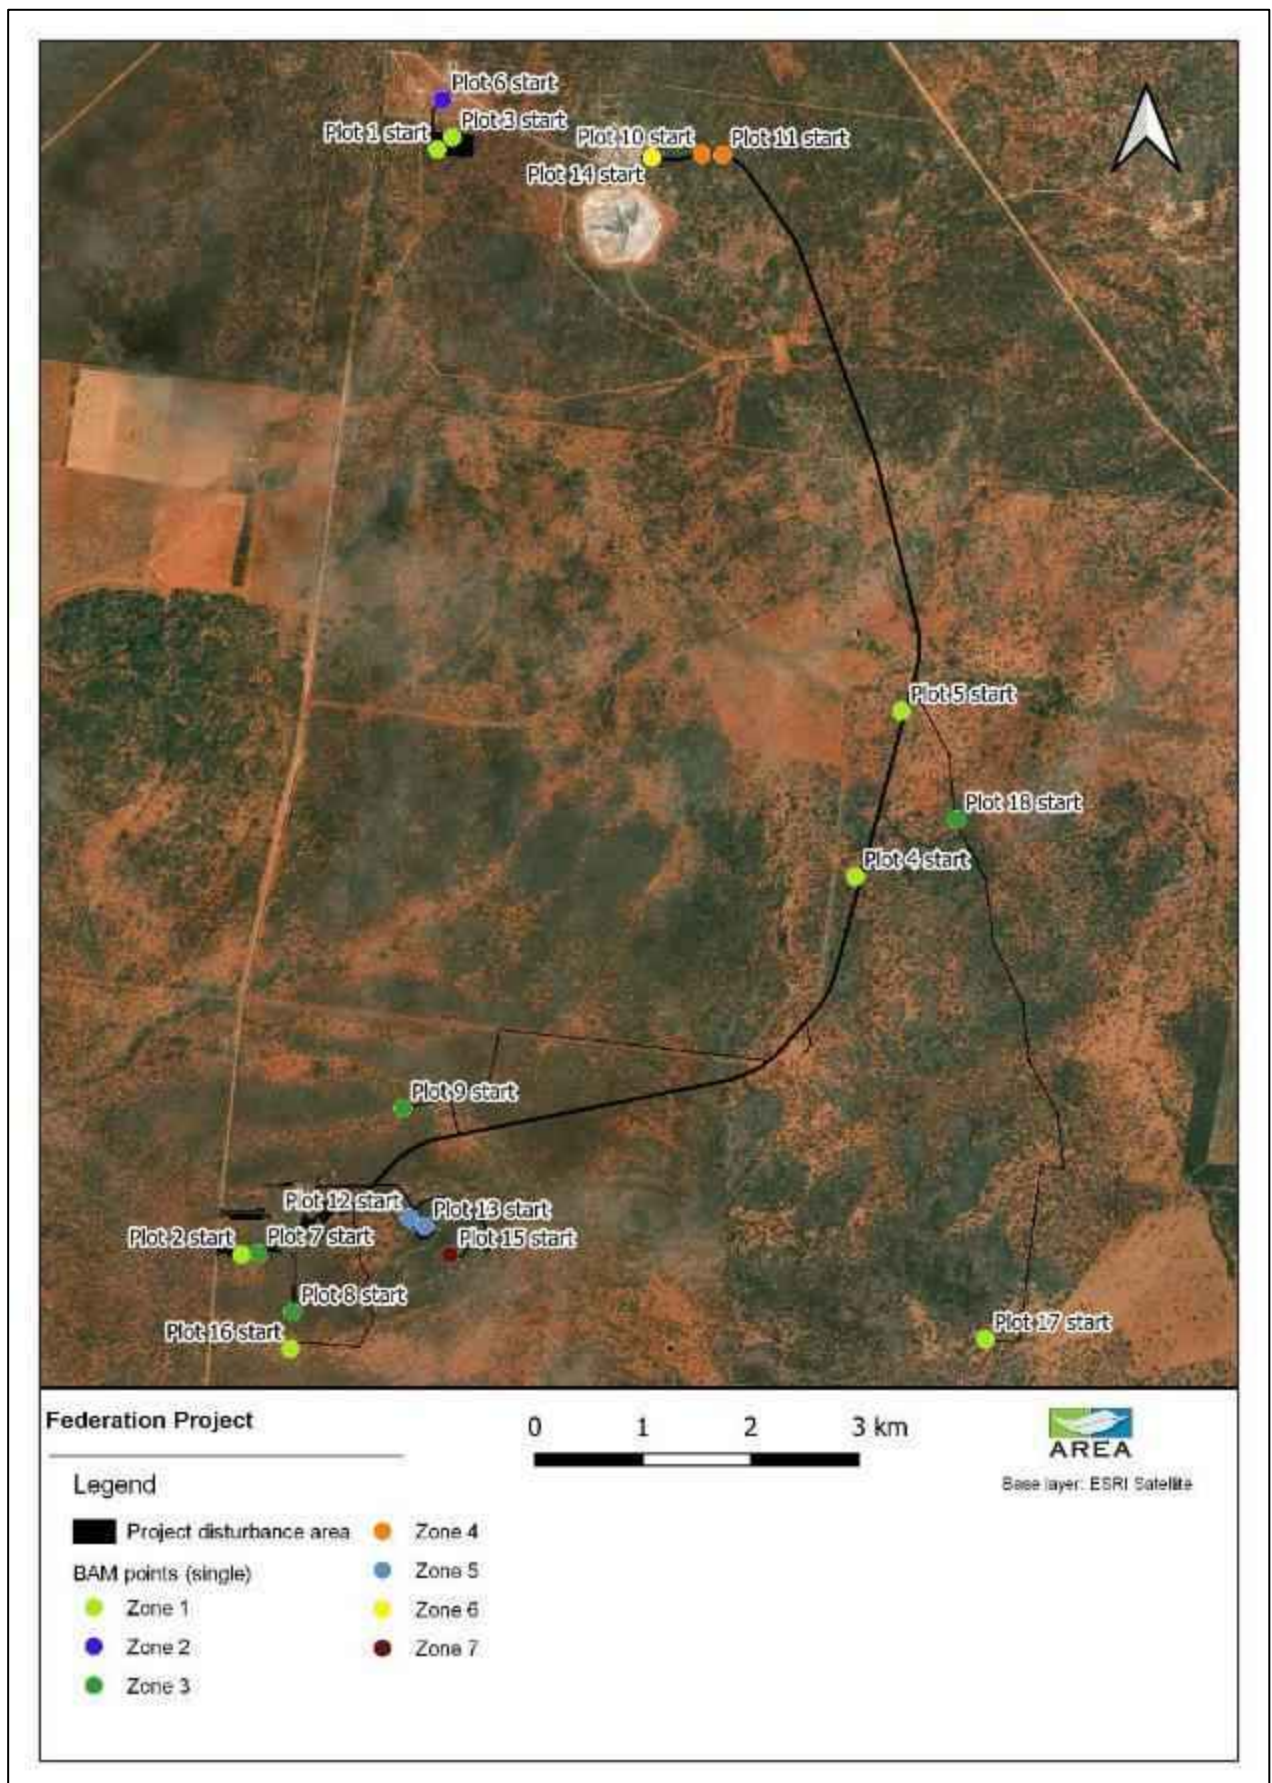 Plot 6 start
Plot 3 start
Plot 1 start
Plot 10 start
Plot 11 start
Plot 14 start
Plot 5 start
Plot 18 start
Plot 4 start
Plot 9 start
Plot 12 start
Plot 13 start
Plot 2 start
Plot 7 start
Plot 15 start
Plot 8 start
Plot 16 start
Plot 17 start
Federation Project
0 1 2 3 km
AREA
Base layer: ESRI Satellite
Legend
Project disturbance area
BAM points (single)
Zone 1
Zone 2
Zone 3
Zone 4
Zone 5
Zone 6
Zone 7